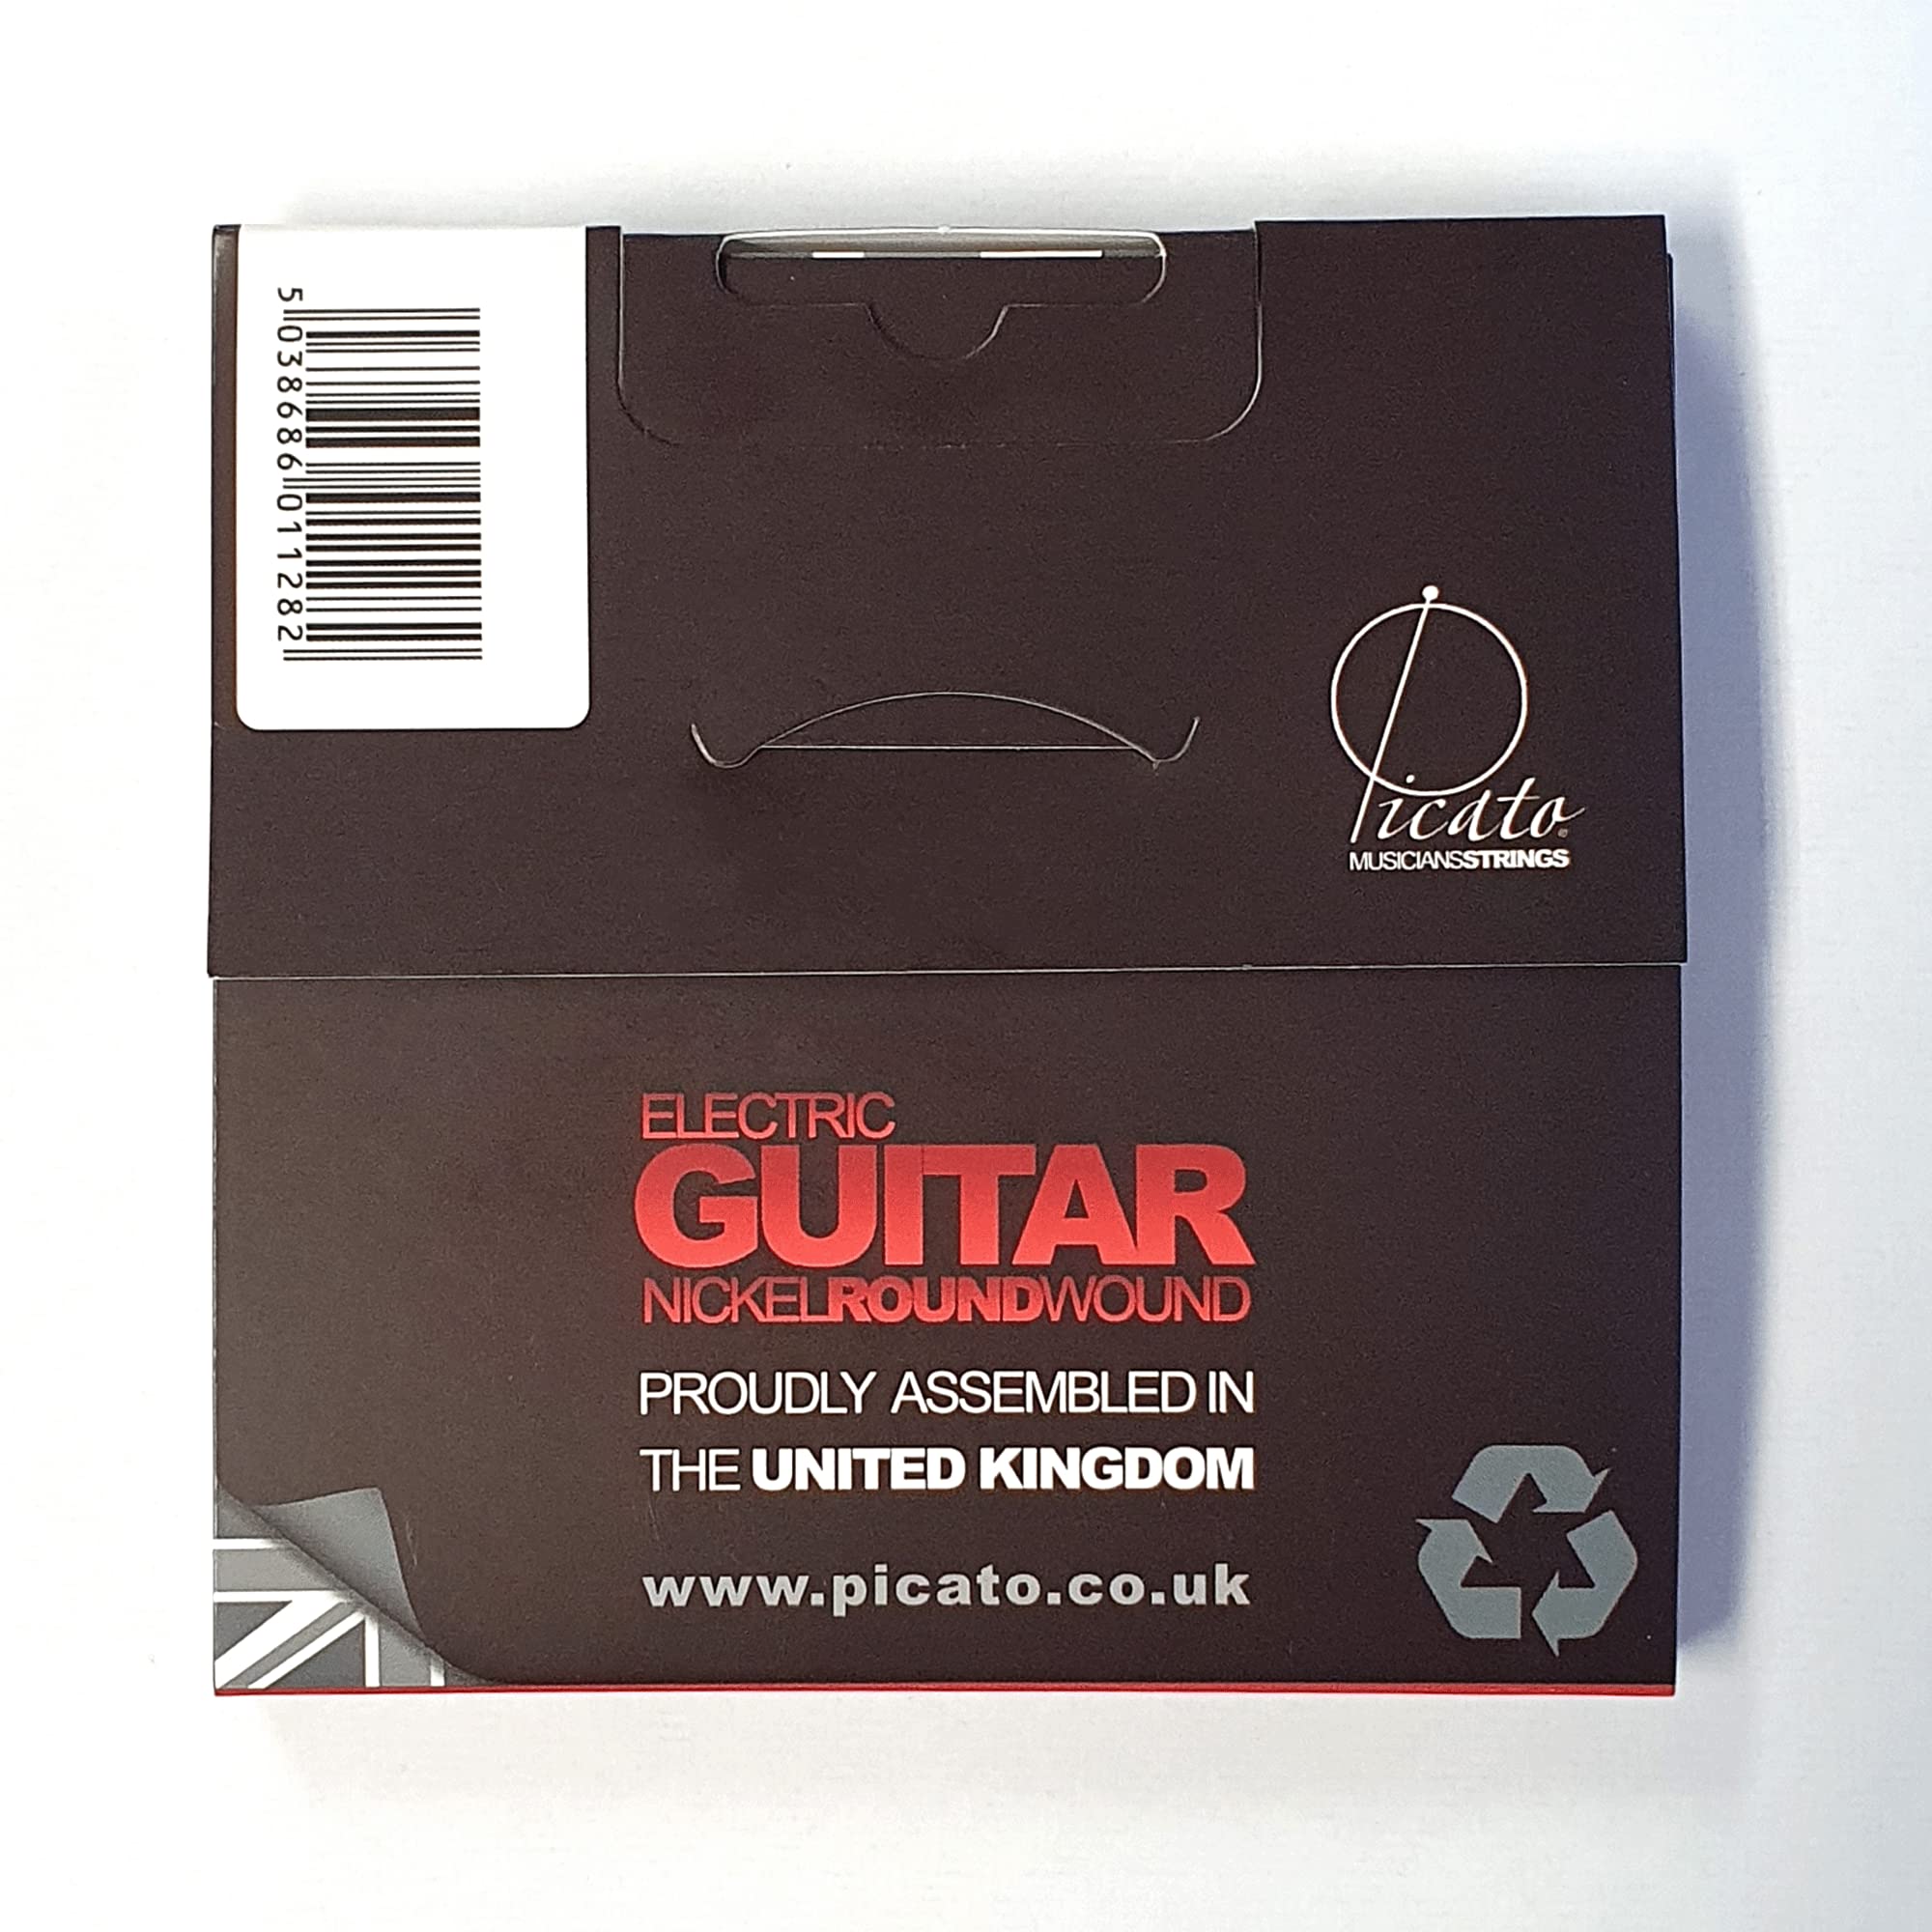 5 038686 011282
Picato
MUSICIANSSTRINGS
ELECTRIC
GUITAR
NICKELROUNDWOUND
PROUDLY ASSEMBLED IN
THE UNITED KINGDOM
www.picato.co.uk